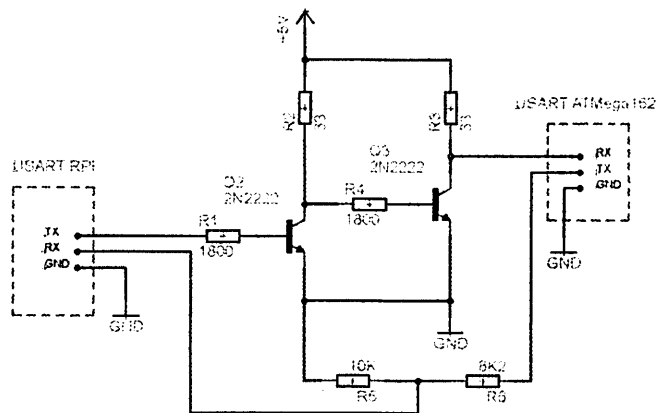 +5V
USART ATMega162
R2
33
R3
33
RX
TX
GND
USART RPI
Q2
2N2222
Q3
2N2222
R4
1800
TX
RX
GND
R1
1800
GND
GND
GND
10K
R5
8K2
R6